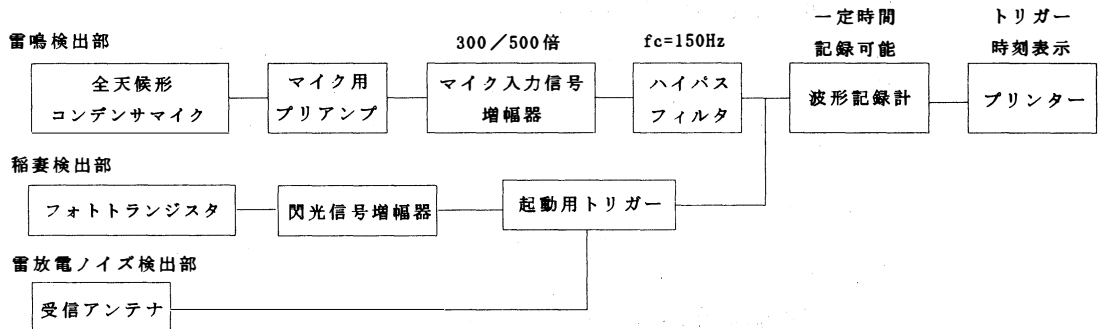 雷鳴検出部
300／500倍
fc=150Hz
一定時間
記録可能
トリガー
時刻表示
全天候形
コンデンサマイク
マイク用
プリアンプ
マイク入力信号
増幅器
ハイパス
フィルタ
波形記録計
プリンター
稲妻検出部
フォトトランジスタ
閃光信号増幅器
起動用トリガー
雷放電ノイズ検出部
受信アンテナ